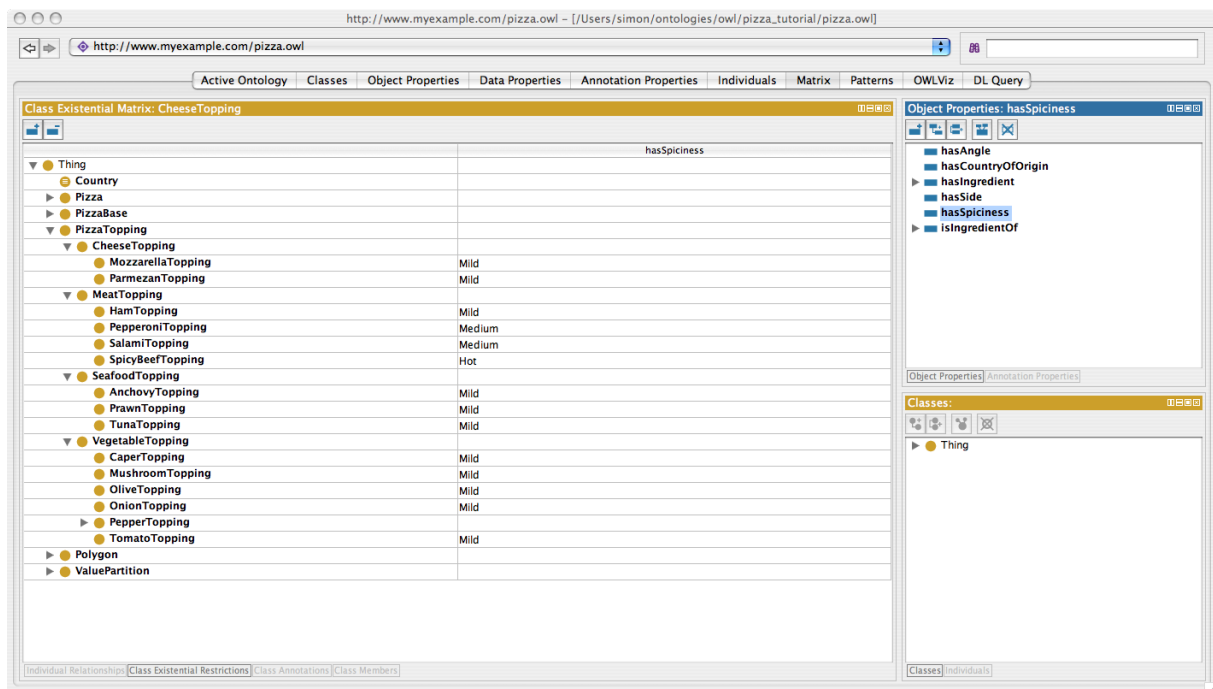 http://www.myexample.com/pizza.owl – [/Users/simon/ontologies/owl/pizza_tutorial/pizza.owl]
http://www.myexample.com/pizza.owl
Active Ontology Classes Object Properties Data Properties Annotation Properties Individuals Matrix Patterns OWLViz DL Query
Class Existential Matrix: CheeseTopping
hasSpiciness
Thing
Country
Pizza
PizzaBase
PizzaTopping
CheeseTopping
MozzarellaTopping Mild
ParmezanTopping Mild
MeatTopping
HamTopping Mild
PepperoniTopping Medium
SalamiTopping Medium
SpicyBeefTopping Hot
SeafoodTopping
AnchovyTopping Mild
PrawnTopping Mild
TunaTopping Mild
VegetableTopping
CaperTopping Mild
MushroomTopping Mild
OliveTopping Mild
OnionTopping Mild
PepperTopping
TomatoTopping Mild
Polygon
ValuePartition
Individual Relationships Class Existential Restrictions Class Annotations Class Members
Object Properties: hasSpiciness
hasAngle
hasCountryOfOrigin
hasIngredient
hasSide
hasSpiciness
isIngredientOf
Object Properties Annotation Properties
Classes:
Thing
Classes Individuals